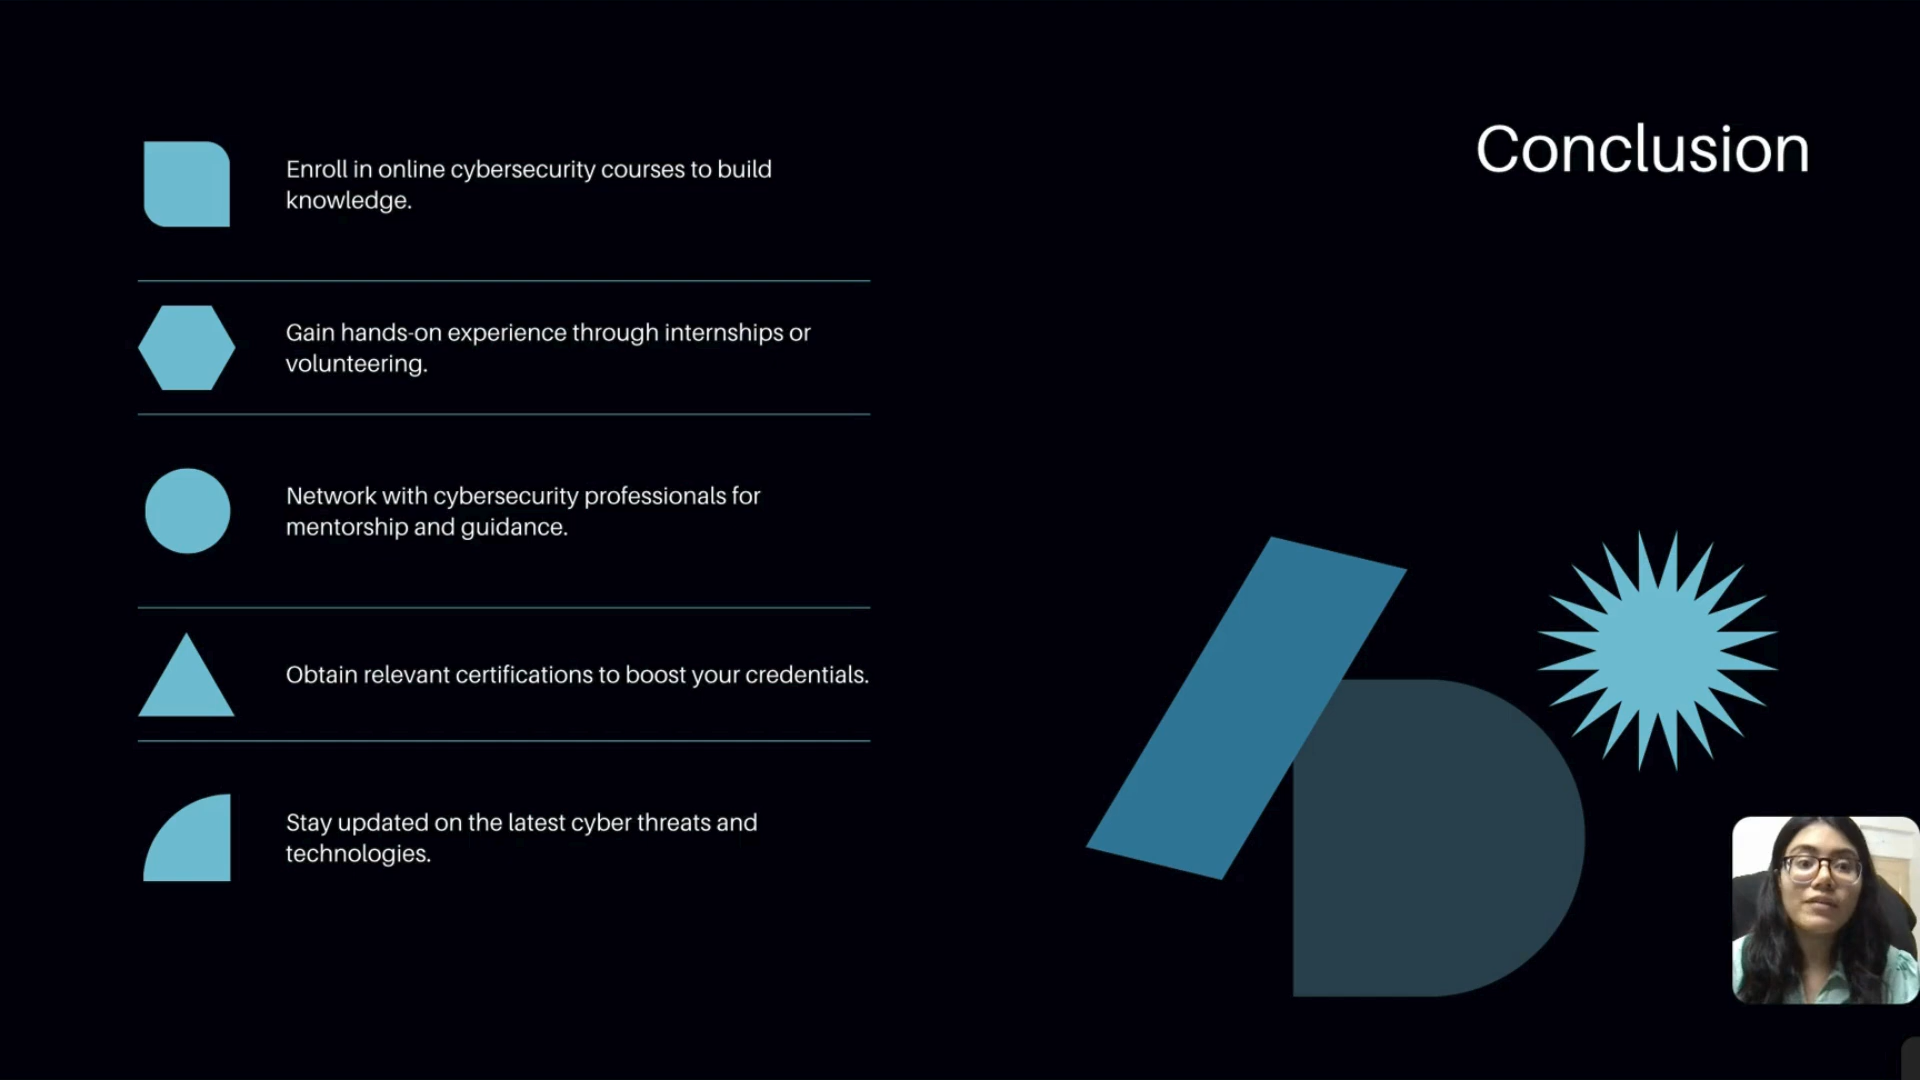 Conclusion
Enroll in online cybersecurity courses to build
knowledge.
Gain hands-on experience through internships or
volunteering.
Network with cybersecurity professionals for
mentorship and guidance.
Obtain relevant certifications to boost your credentials.
Stay updated on the latest cyber threats and
technologies.